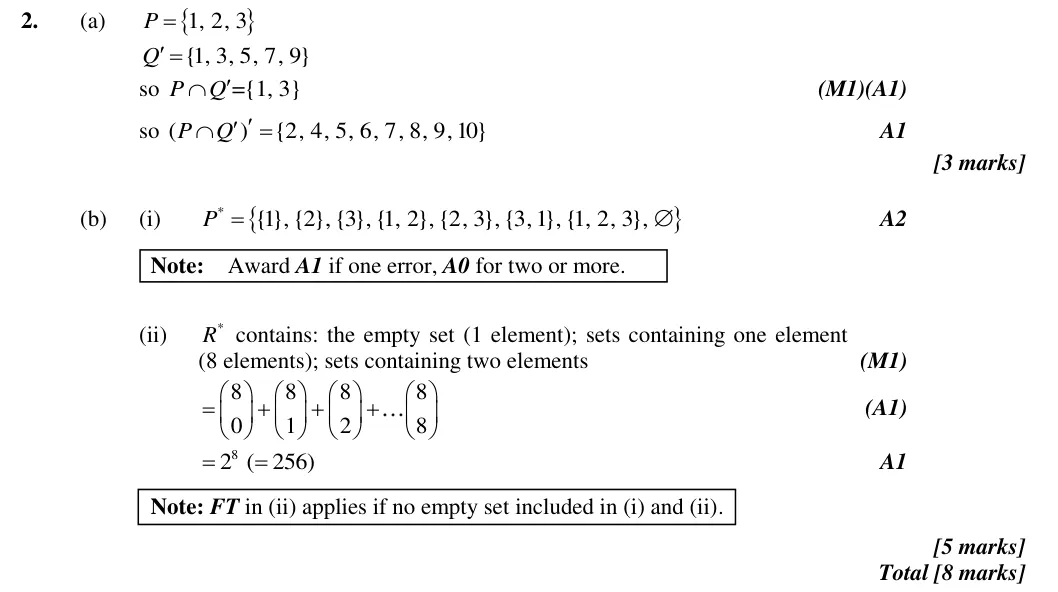 2. (a) P = {1, 2, 3}
Q′ = {1, 3, 5, 7, 9}
so P ∩ Q′={1, 3} (M1)(A1)
so (P ∩ Q′)′ = {2, 4, 5, 6, 7, 8, 9, 10} A1
[3 marks]
(b) (i) P* = {{1}, {2}, {3}, {1, 2}, {2, 3}, {3, 1}, {1, 2, 3}, ∅} A2
Note: Award A1 if one error, A0 for two or more.
(ii) R* contains: the empty set (1 element); sets containing one element
(8 elements); sets containing two elements (M1)
= (8 0) + (8 1) + (8 2) + …(8 8) (A1)
= 2⁸ (= 256) A1
Note: FT in (ii) applies if no empty set included in (i) and (ii).
[5 marks]
Total [8 marks]